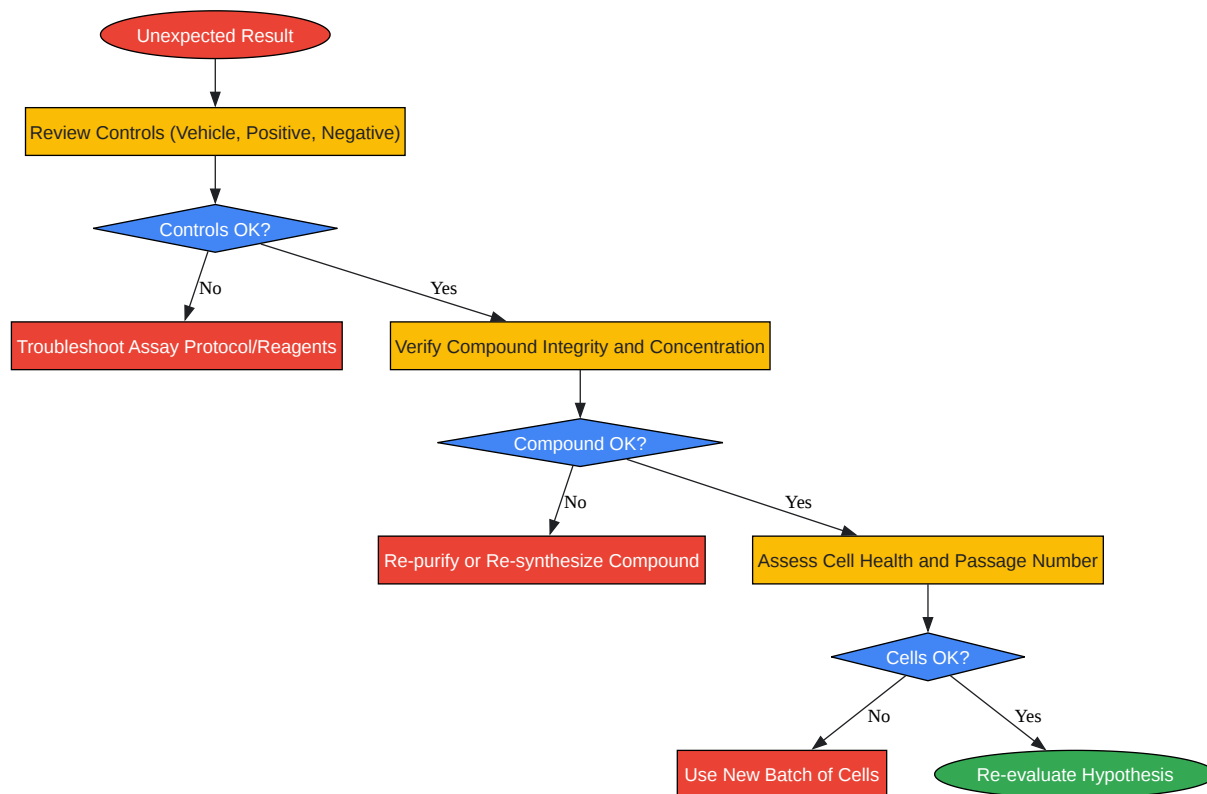 Unexpected Result
Review Controls (Vehicle, Positive, Negative)
Controls OK?
No
Yes
Troubleshoot Assay Protocol/Reagents
Verify Compound Integrity and Concentration
Compound OK?
No
Yes
Re-purify or Re-synthesize Compound
Assess Cell Health and Passage Number
Cells OK?
No
Yes
Use New Batch of Cells
Re-evaluate Hypothesis